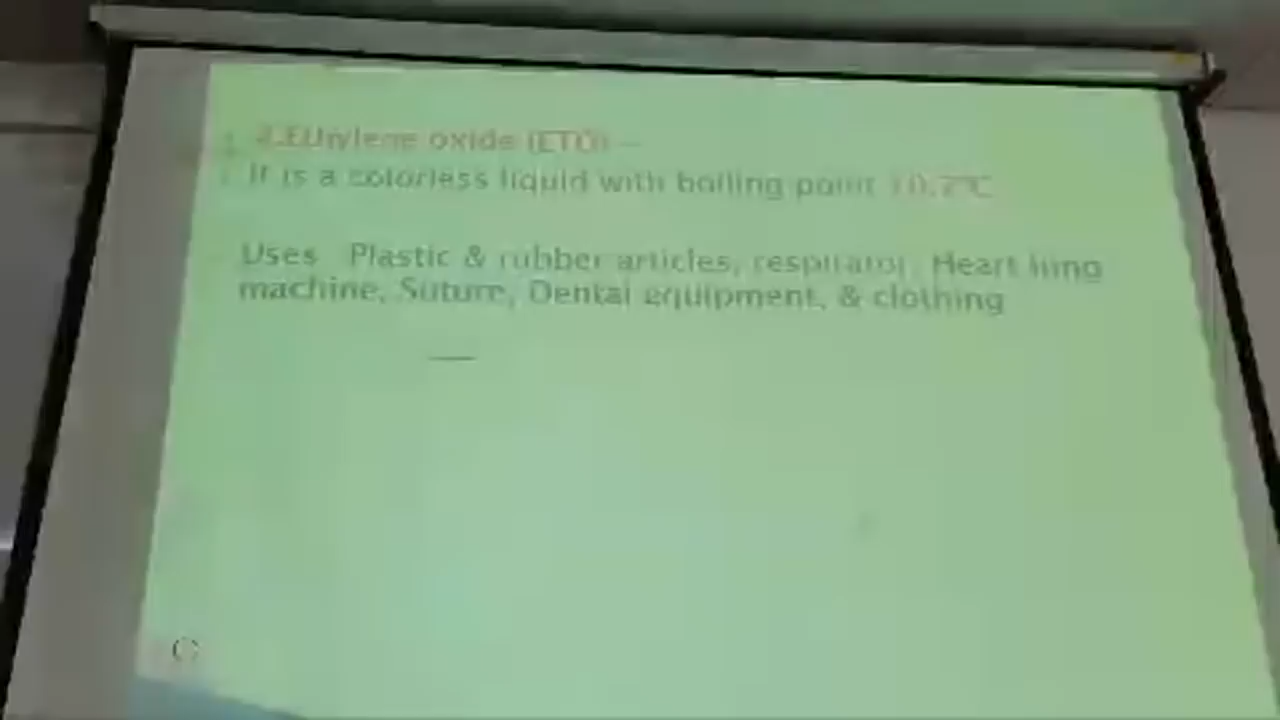 2.Ethylene oxide (ETO) –
It is a colorless liquid with boiling point 10.7°C
Uses Plastic & rubber articles, respirator, Heart lung
machine, Suture, Dental equipment, & clothing